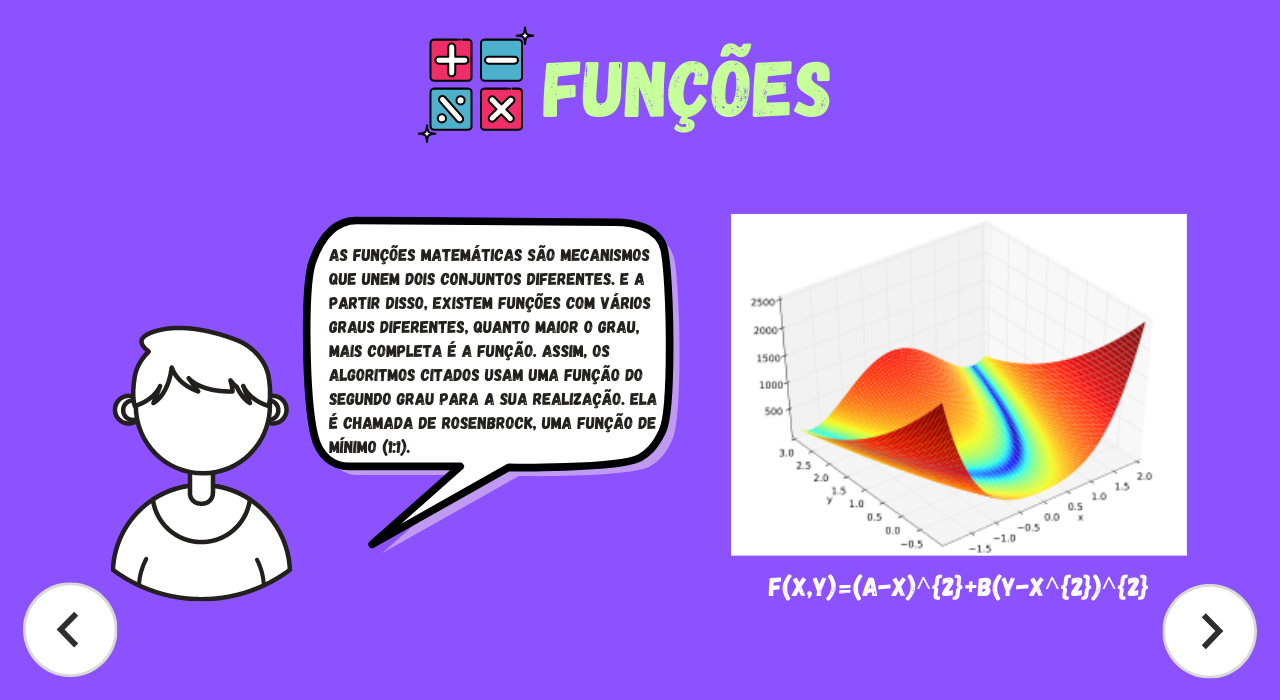 FUNÇÕES
AS FUNÇÕES MATEMÁTICAS SÃO MECANISMOS
QUE UNEM DOIS CONJUNTOS DIFERENTES. E A
PARTIR DISSO, EXISTEM FUNÇÕES COM VÁRIOS
GRAUS DIFERENTES, QUANTO MAIOR O GRAU,
MAIS COMPLETA É A FUNÇÃO. ASSIM, OS
ALGORITMOS CITADOS USAM UMA FUNÇÃO DO
SEGUNDO GRAU PARA A SUA REALIZAÇÃO. ELA
É CHAMADA DE ROSENBROCK, UMA FUNÇÃO DE
MÍNIMO (1:1).
2500
2000
1500
1000
500
3.0
2.5
2.0
1.5
1.0
0.5
0.0
−0.5
y
−1.5
−1.0
−0.5
0.0
0.5
1.0
1.5
2.0
x
F(X,Y)=(A-X)^{2}+B(Y-X^{2})^{2}